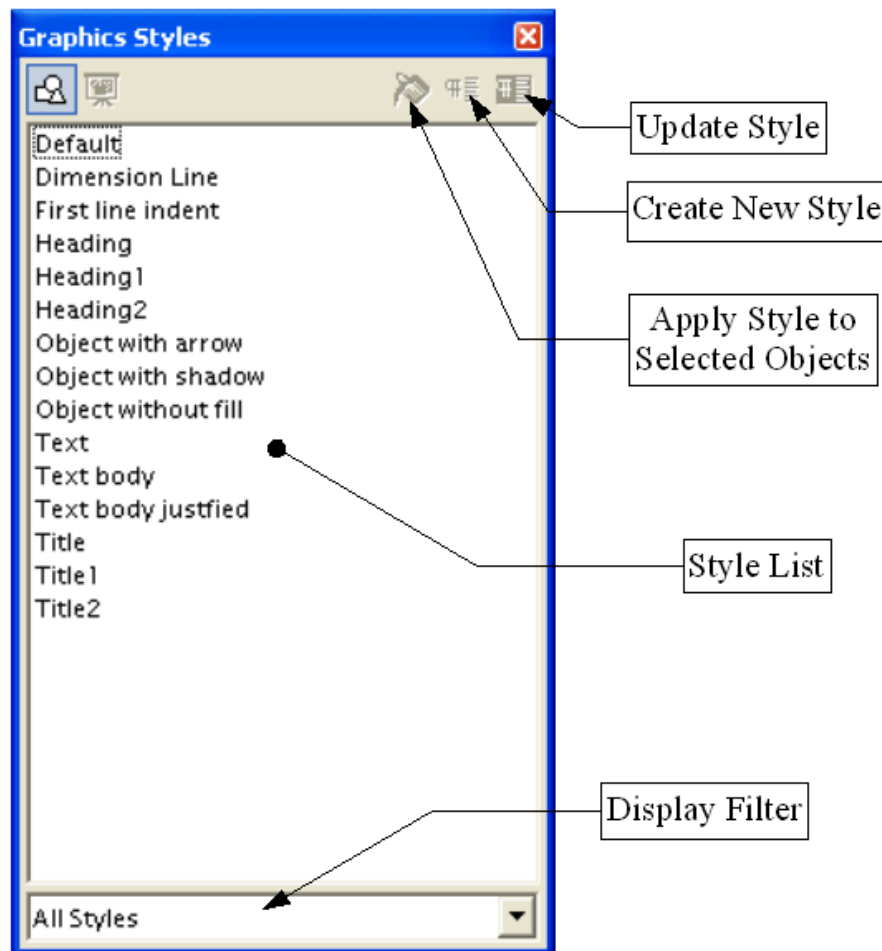 Graphics Styles
Update Style
Default
Dimension Line
Create New Style
First line indent
Heading
Heading1
Heading2
Apply Style to
Selected Objects
Object with arrow
Object with shadow
Object without fill
Text
Text body
Text body justfied
Title
Style List
Title1
Title2
Display Filter
All Styles